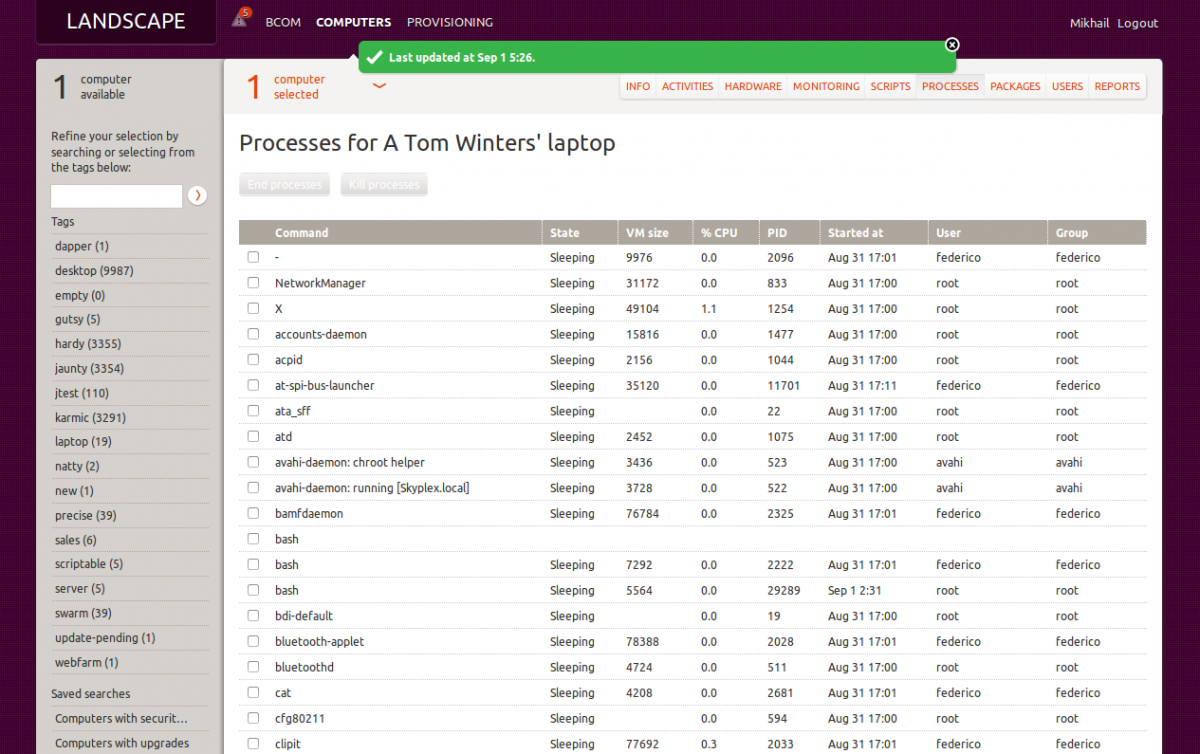 LANDSCAPE
5
BCOM COMPUTERS PROVISIONING
Mikhail Logout
Last updated at Sep 1 5:26.
1 computer available
1 computer selected
INFO ACTIVITIES HARDWARE MONITORING SCRIPTS PROCESSES PACKAGES USERS REPORTS
Refine your selection by
searching or selecting from
the tags below:
Tags
dapper (1)
desktop (9987)
empty (0)
gutsy (5)
hardy (3355)
jaunty (3354)
jtest (110)
karmic (3291)
laptop (19)
natty (2)
new (1)
precise (39)
sales (6)
scriptable (5)
server (5)
swarm (39)
update-pending (1)
webfarm (1)
Saved searches
Computers with securit...
Computers with upgrades
Processes for A Tom Winters' laptop
End processes Kill processes
Command State VM size % CPU PID Started at User Group
- Sleeping 9976 0.0 2096 Aug 31 17:01 federico federico
NetworkManager Sleeping 31172 0.0 833 Aug 31 17:00 root root
X Sleeping 49104 1.1 1254 Aug 31 17:00 root root
accounts-daemon Sleeping 15816 0.0 1477 Aug 31 17:00 root root
acpid Sleeping 2156 0.0 1044 Aug 31 17:00 root root
at-spi-bus-launcher Sleeping 35120 0.0 11701 Aug 31 17:11 federico federico
ata_sff Sleeping 0.0 22 Aug 31 17:00 root root
atd Sleeping 2452 0.0 1075 Aug 31 17:00 root root
avahi-daemon: chroot helper Sleeping 3436 0.0 523 Aug 31 17:00 avahi avahi
avahi-daemon: running [Skyplex.local] Sleeping 3728 0.0 522 Aug 31 17:00 avahi avahi
bamfdaemon Sleeping 76784 0.0 2325 Aug 31 17:01 federico federico
bash
bash Sleeping 7292 0.0 2222 Aug 31 17:01 federico federico
bash Sleeping 5564 0.0 29289 Sep 1 2:31 root root
bdi-default Sleeping 0.0 19 Aug 31 17:00 root root
bluetooth-applet Sleeping 78388 0.0 2028 Aug 31 17:01 federico federico
bluetoothd Sleeping 4724 0.0 511 Aug 31 17:00 root root
cat Sleeping 4208 0.0 2681 Aug 31 17:01 federico federico
cfg80211 Sleeping 0.0 594 Aug 31 17:00 root root
clipit Sleeping 77692 0.3 2033 Aug 31 17:01 federico federico